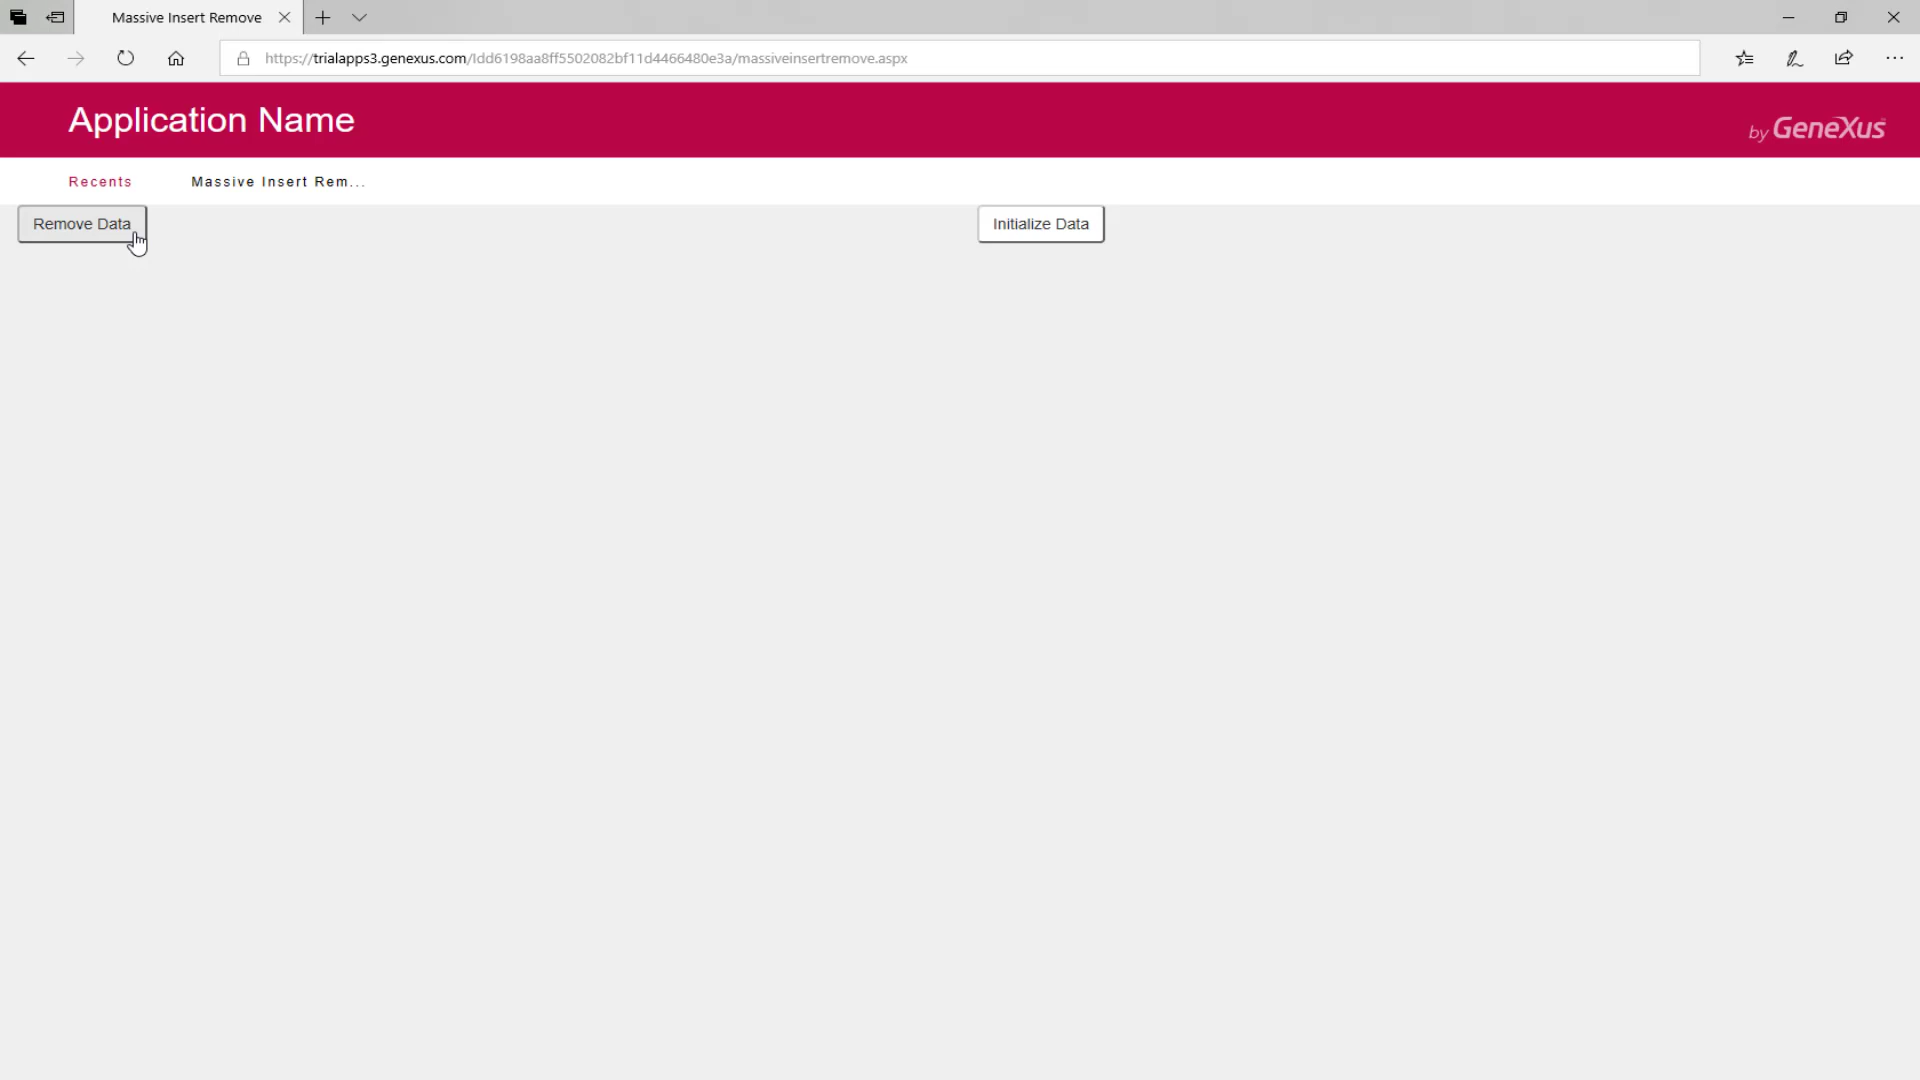 Massive Insert Remove
https://trialapps3.genexus.com/Idd6198aa8ff5502082bf11d4466480e3a/massiveinsertremove.aspx
Application Name
by GeneXus
Recents Massive Insert Rem...
Remove Data Initialize Data